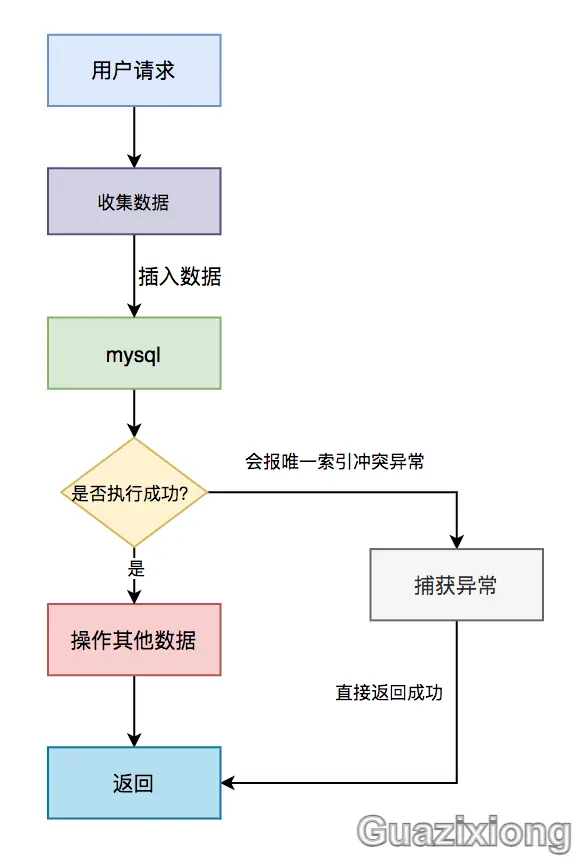 用户请求
收集数据
插入数据
mysql
会报唯一索引冲突异常
是否执行成功?
是
捕获异常
操作其他数据
直接返回成功
返回
Guazixiong